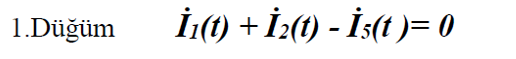 1.Düğüm İ1(t) + İ2(t) - İ5(t )= 0